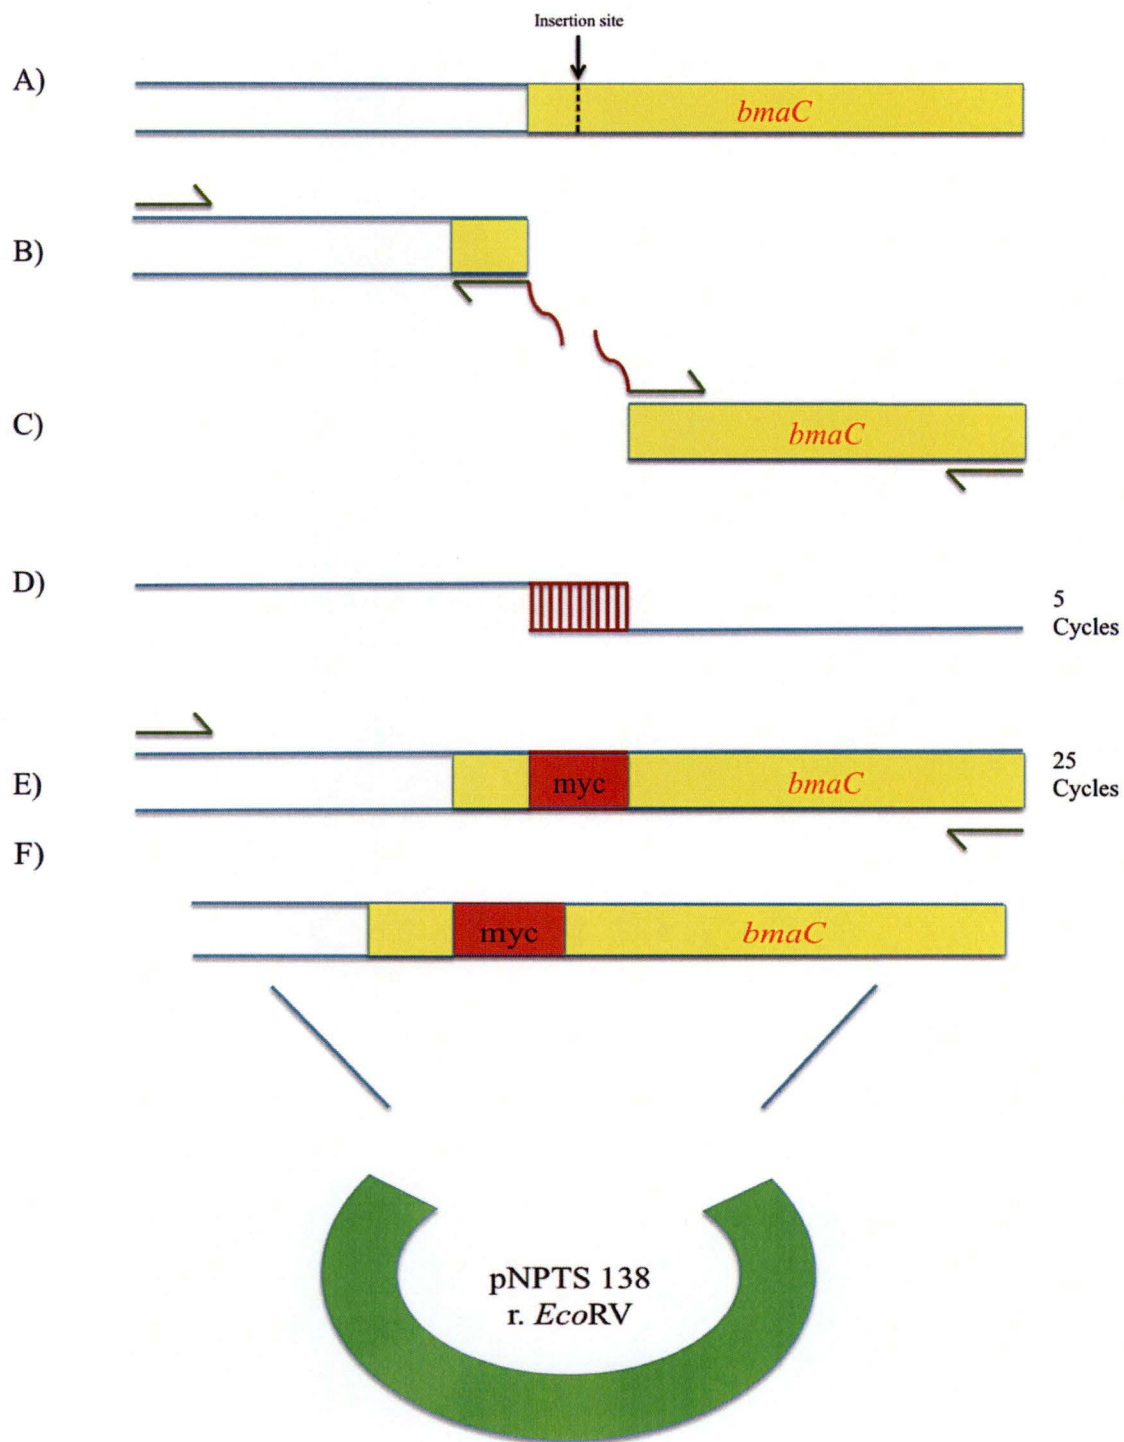 Insertion site
A)
bmaC
B)
C)
bmaC
D)
5
Cycles
E)
myc
bmaC
25
Cycles
F)
myc
bmaC
pNPTS 138
r. EcoRV